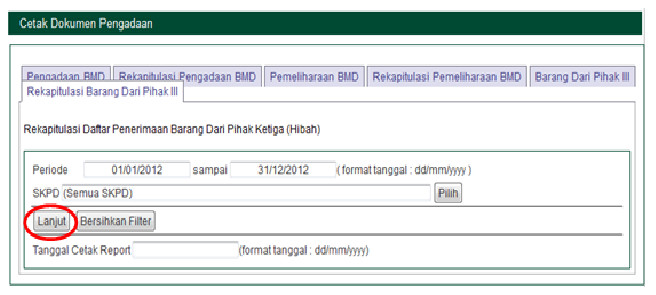 Cetak Dokumen Pengadaan
Pengadaan BMD Rekapitulasi Pengadaan BMD Pemeliharaan BMD Rekapitulasi Pemeliharaan BMD Barang Dari Pihak III
Rekapitulasi Barang Dari Pihak III
Rekapitulasi Daftar Penerimaan Barang Dari Pihak Ketiga (Hibah)
Periode 01/01/2012 sampai 31/12/2012 (format tanggal : dd/mm/yyyy )
SKPD (Semua SKPD) Pilih
Lanjut Bersihkan Filter
Tanggal Cetak Report (format tanggal : dd/mm/yyyy)